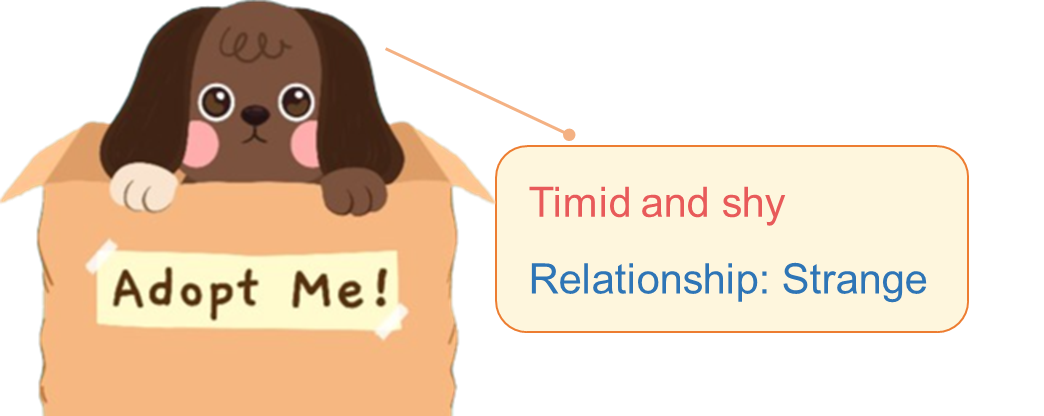 Adopt Me!
Timid and shy
Relationship: Strange